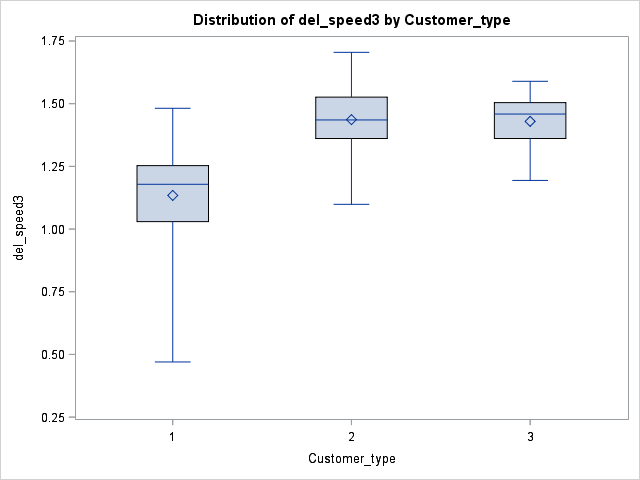 Distribution of del_speed3 by Customer_type
1.75
1.50
1.25
1.00
0.75
0.50
0.25
del_speed3
1 2 3
Customer_type